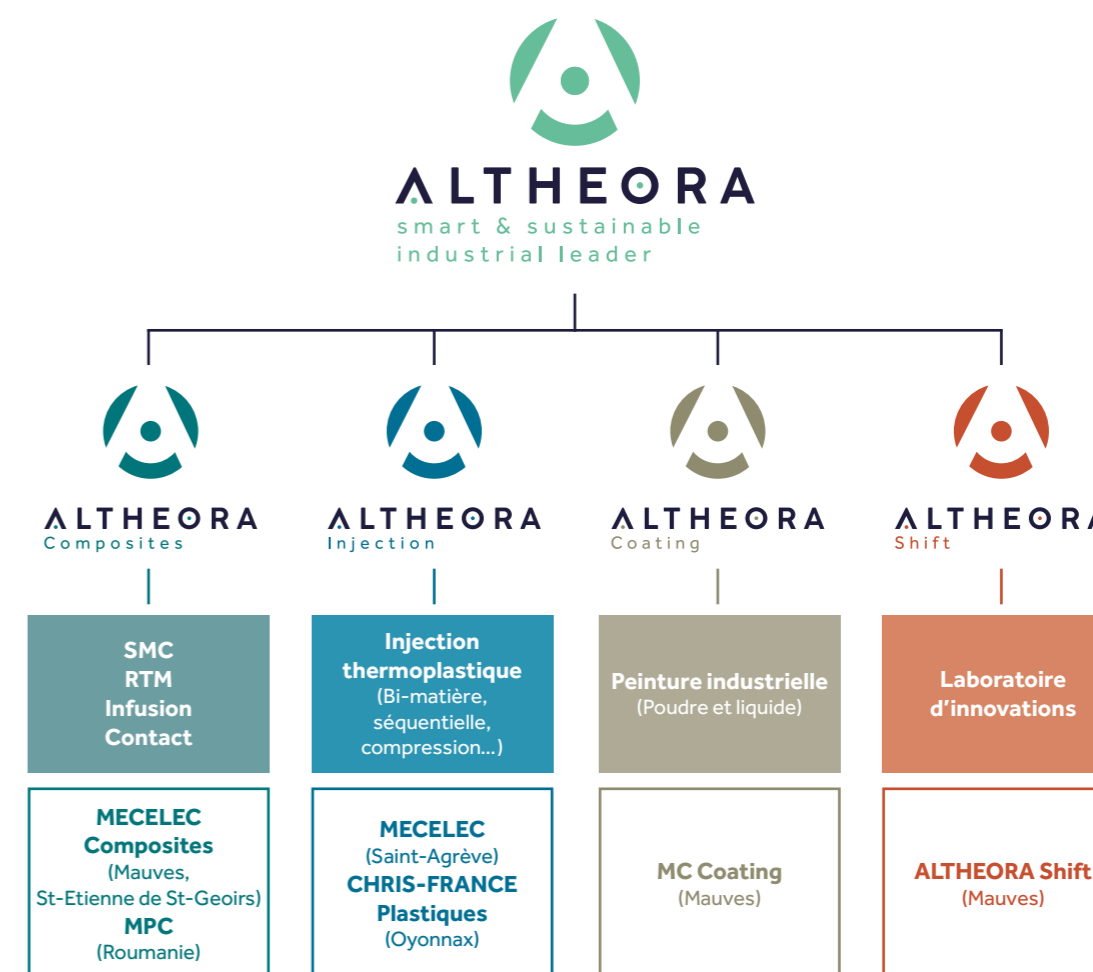 ALTHEORA
smart & sustainable
industrial leader
ALTHEORA
Composites
ALTHEORA
Injection
ALTHEORA
Coating
ALTHEORA
Shift
SMC
RTM
Infusion
Contact
Injection
thermoplastique
(Bi-matière,
séquentielle,
compression...)
Peinture industrielle
(Poudre et liquide)
Laboratoire
d'innovations
MECELEC
Composites
(Mauves,
St-Etienne de St-Geoirs)
MPC
(Roumanie)
MECELEC
(Saint-Agrève)
CHRIS-FRANCE
Plastiques
(Oyonnax)
MC Coating
(Mauves)
ALTHEORA Shift
(Mauves)